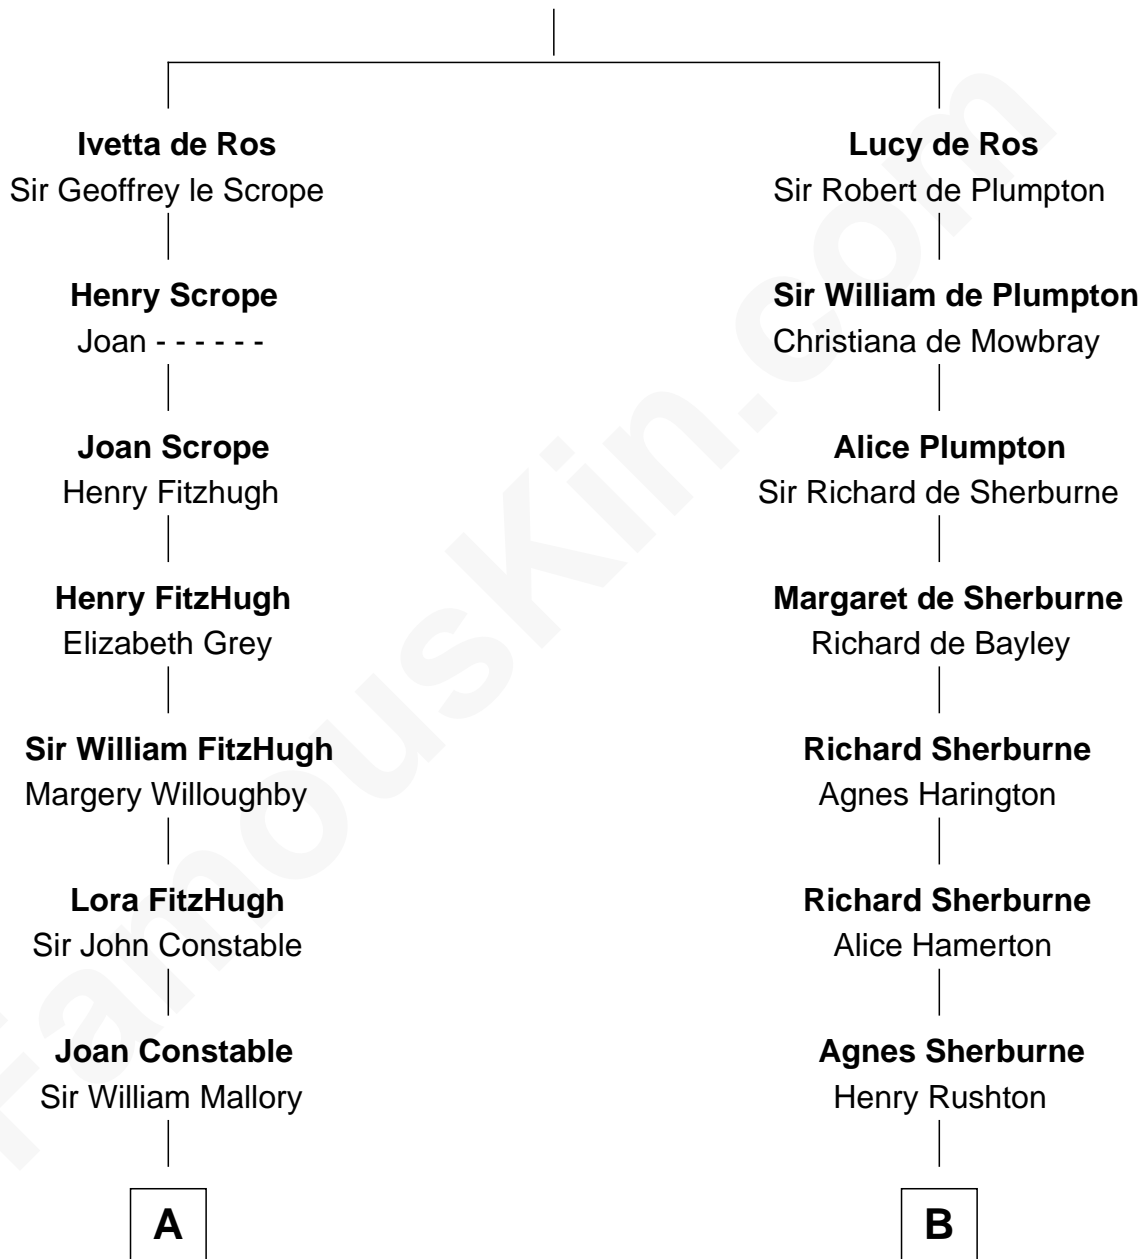 Ivetta de Ros
Sir Geoffrey le Scrope
Henry Scrope
Joan - - - - - -
Joan Scrope
Henry Fitzhugh
Henry FitzHugh
Elizabeth Grey
Sir William FitzHugh
Margery Willoughby
Lora FitzHugh
Sir John Constable
Joan Constable
Sir William Mallory
A
Lucy de Ros
Sir Robert de Plumpton
Sir William de Plumpton
Christiana de Mowbray
Alice Plumpton
Sir Richard de Sherburne
Margaret de Sherburne
Richard de Bayley
Richard Sherburne
Agnes Harington
Richard Sherburne
Alice Hamerton
Agnes Sherburne
Henry Rushton
B
FamousKin.com